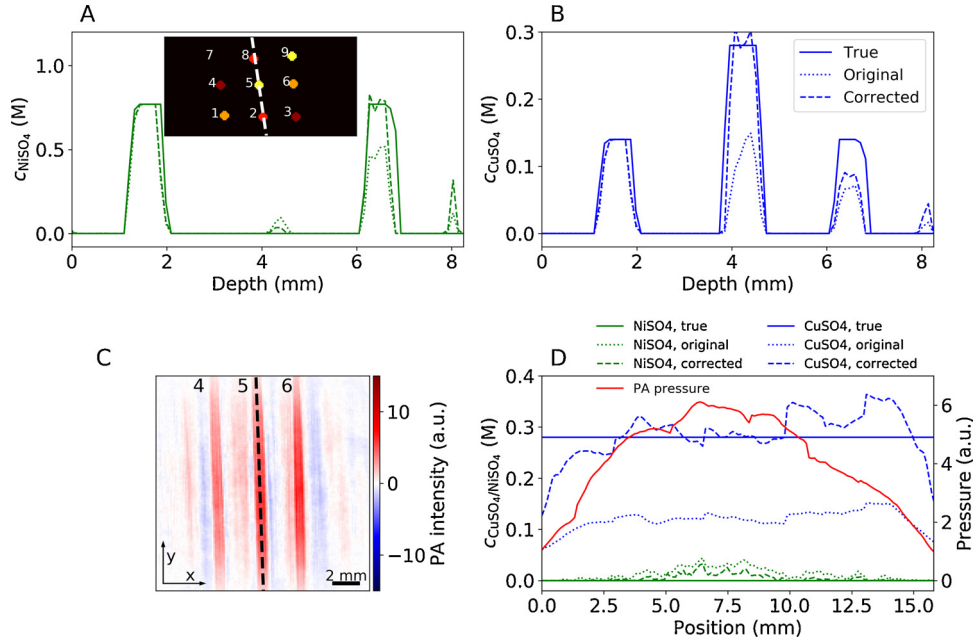 A
c_NiSO₄ (M)
1.0
0.5
0.0
7
8
9
4
5
6
1
2
3
0
2
4
6
8
Depth (mm)
B
c_CuSO₄ (M)
0.3
0.2
0.1
0.0
True
Original
Corrected
0
2
4
6
8
Depth (mm)
C
4
5
6
y
x
2 mm
10
0
−10
PA intensity (a.u.)
D
NiSO4, true
NiSO4, original
NiSO4, corrected
CuSO4, true
CuSO4, original
CuSO4, corrected
PA pressure
c_CuSO₄/NiSO₄ (M)
0.4
0.3
0.2
0.1
0.0
6
4
2
0
Pressure (a.u.)
0.0
2.5
5.0
7.5
10.0
12.5
15.0
Position (mm)